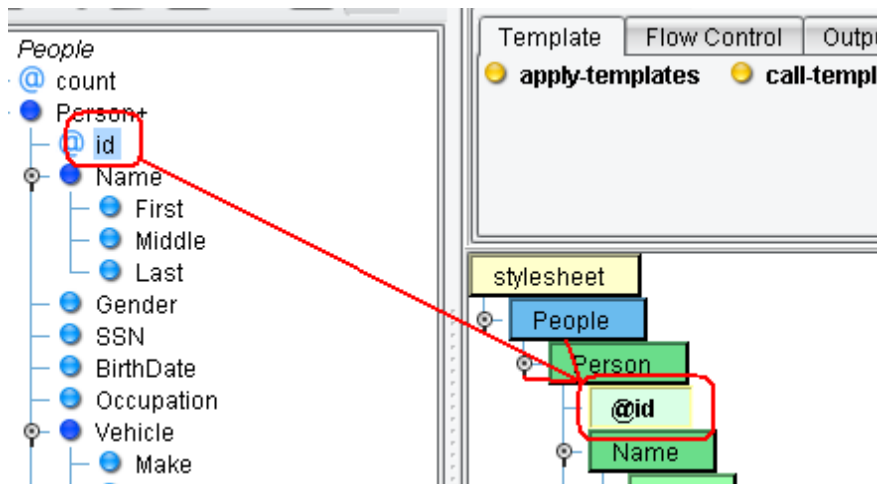 People
@ count
Person+
@ id
Name
First
Middle
Last
Gender
SSN
BirthDate
Occupation
Vehicle
Make
Template Flow Control Outpu
apply-templates call-templ
stylesheet
People
Person
@id
Name